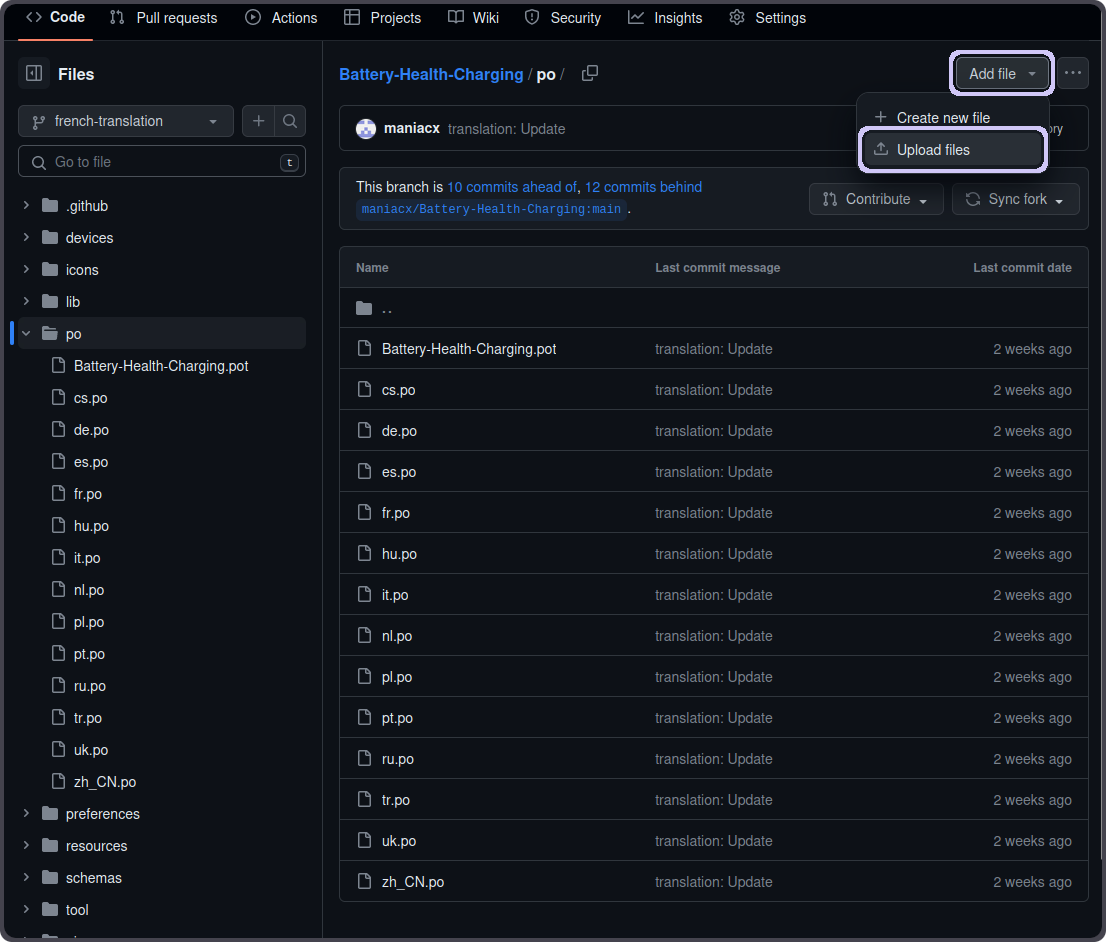 Code Pull requests Actions Projects Wiki Security Insights Settings
Files
french-translation
Go to file t
.github
devices
icons
lib
po
Battery-Health-Charging.pot
cs.po
de.po
es.po
fr.po
hu.po
it.po
nl.po
pl.po
pt.po
ru.po
tr.po
uk.po
zh_CN.po
preferences
resources
schemas
tool
Battery-Health-Charging / po /
Add file
Create new file
Upload files
maniacx translation: Update
This branch is 10 commits ahead of, 12 commits behind
maniacx/Battery-Health-Charging:main .
Contribute
Sync fork
Name Last commit message Last commit date
..
Battery-Health-Charging.pot translation: Update 2 weeks ago
cs.po translation: Update 2 weeks ago
de.po translation: Update 2 weeks ago
es.po translation: Update 2 weeks ago
fr.po translation: Update 2 weeks ago
hu.po translation: Update 2 weeks ago
it.po translation: Update 2 weeks ago
nl.po translation: Update 2 weeks ago
pl.po translation: Update 2 weeks ago
pt.po translation: Update 2 weeks ago
ru.po translation: Update 2 weeks ago
tr.po translation: Update 2 weeks ago
uk.po translation: Update 2 weeks ago
zh_CN.po translation: Update 2 weeks ago